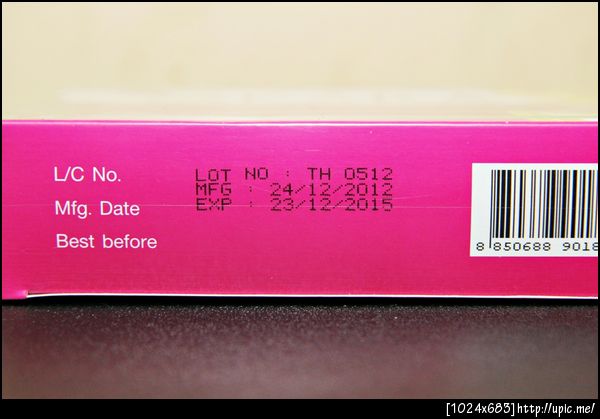 L/C No.
LOT NO : TH 0512
MFG : 24/12/2012
Mfg. Date
EXP : 23/12/2015
Best before
8 850688 9018
[1024x683]http://upic.me/